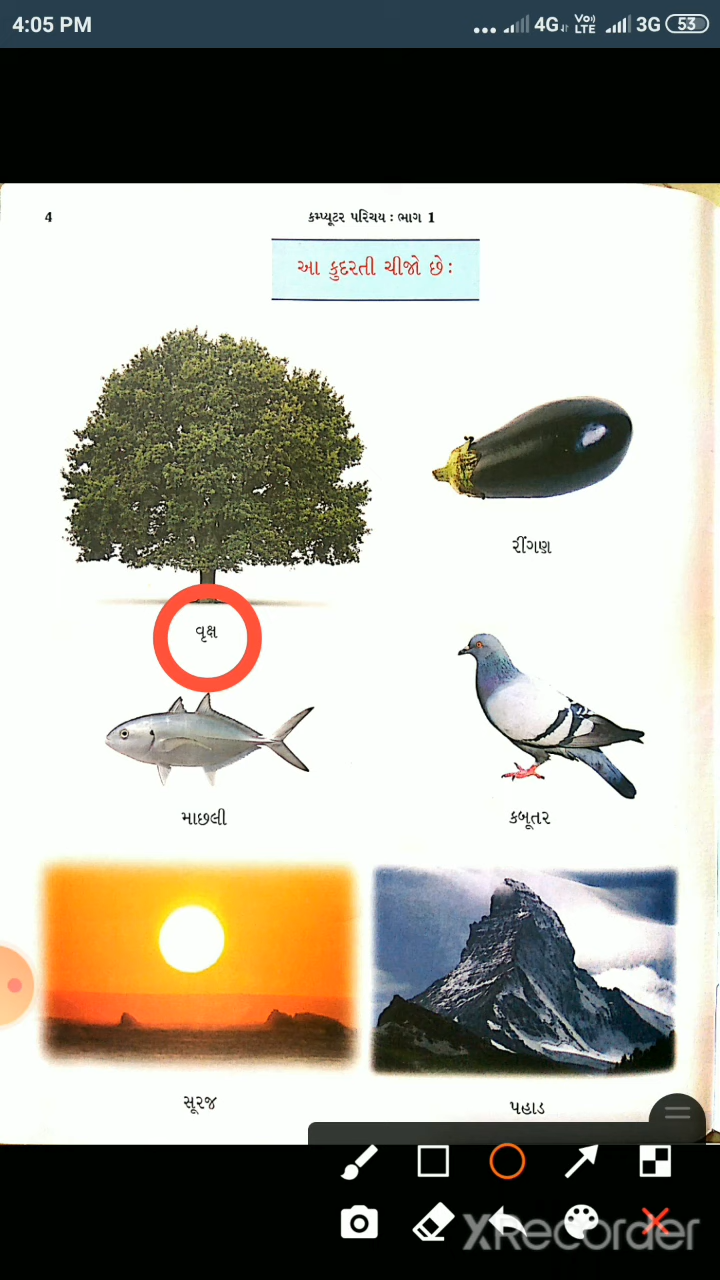 4:05 PM
4G VoLTE 3G 53
4 કમ્પ્યૂટર પરિચય : ભાગ 1
આ કુદરતી ચીજો છે :
રીંગણ
વૃક્ષ
માછલી કબૂતર
સૂરજ પહાડ
XRecorder